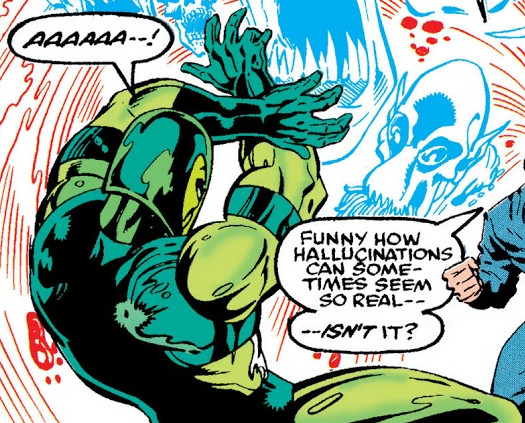 AAAAAA--!
FUNNY HOW
HALLUCINATIONS
CAN SOME-
TIMES SEEM
SO REAL--
--ISN'T IT?